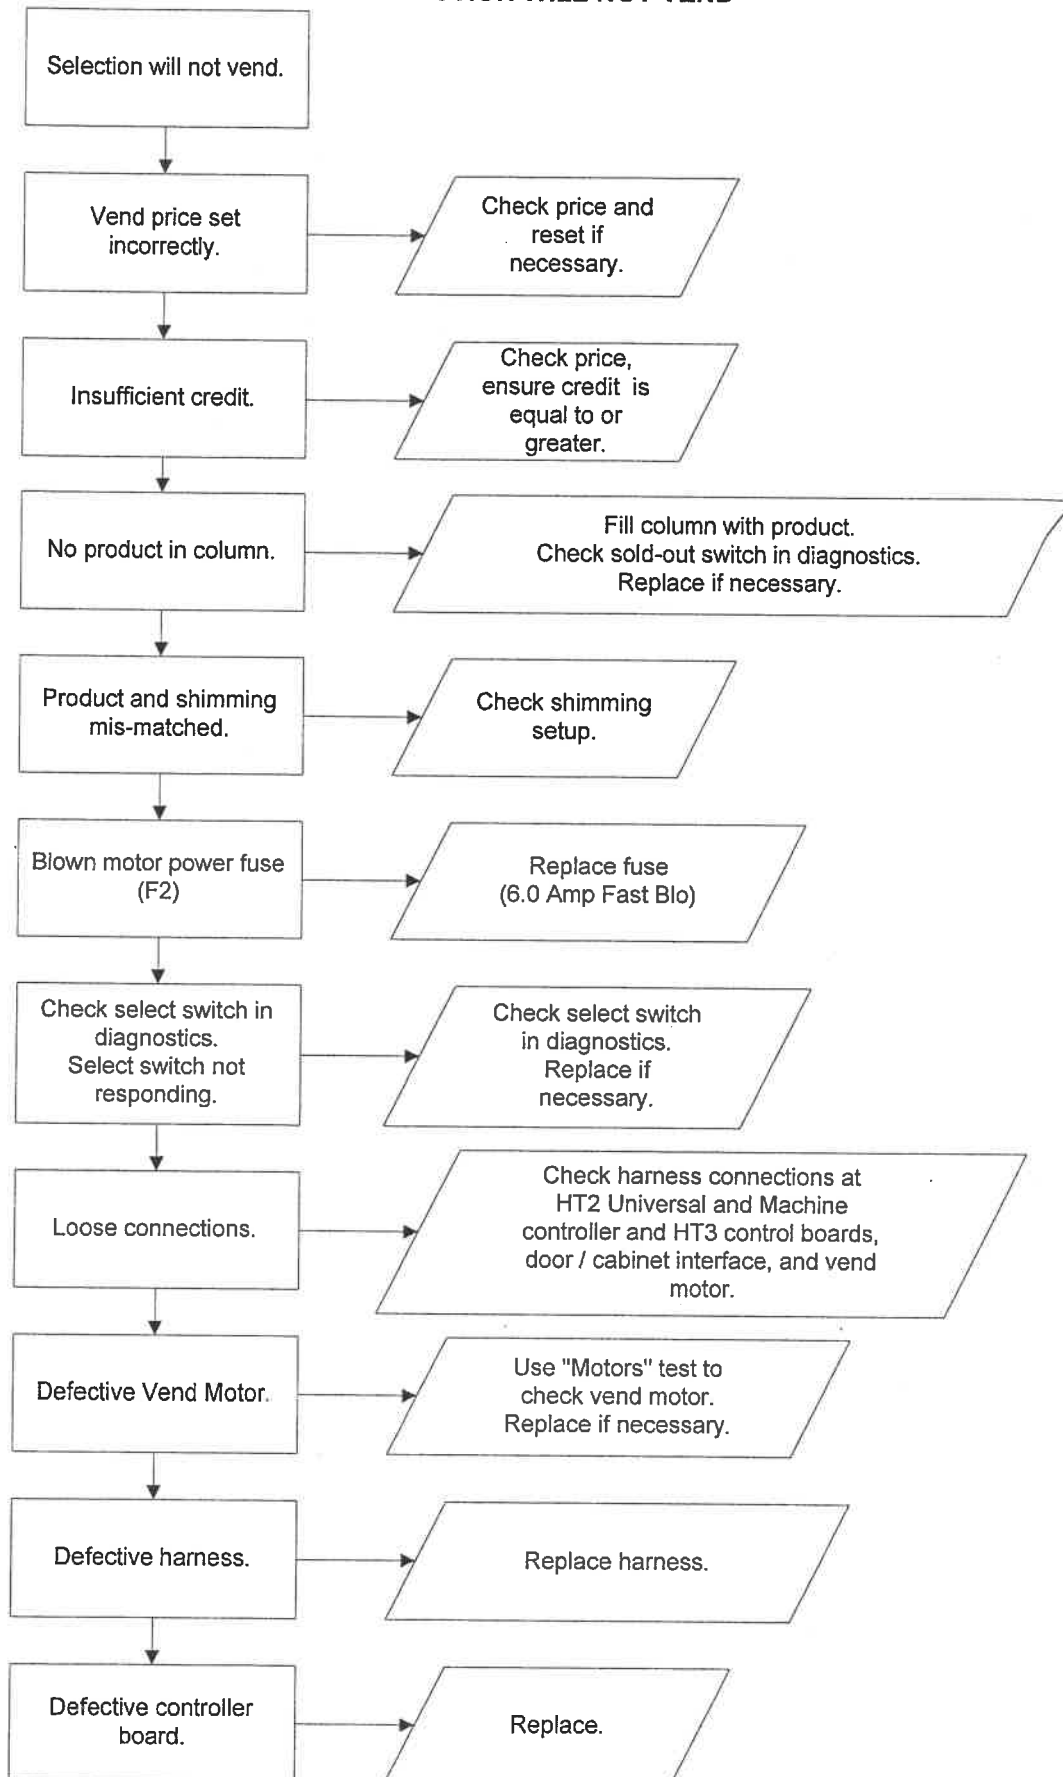 WILL NOT VEND
Selection will not vend.
Vend price set
incorrectly.
Check price and
reset if
necessary.
Insufficient credit.
Check price,
ensure credit is
equal to or
greater.
No product in column.
Fill column with product.
Check sold-out switch in diagnostics.
Replace if necessary.
Product and shimming
mis-matched.
Check shimming
setup.
Blown motor power fuse
(F2)
Replace fuse
(6.0 Amp Fast Blo)
Check select switch in
diagnostics.
Select switch not
responding.
Check select switch
in diagnostics.
Replace if
necessary.
Loose connections.
Check harness connections at
HT2 Universal and Machine
controller and HT3 control boards,
door / cabinet interface, and vend
motor.
Defective Vend Motor.
Use "Motors" test to
check vend motor.
Replace if necessary.
Defective harness.
Replace harness.
Defective controller
board.
Replace.